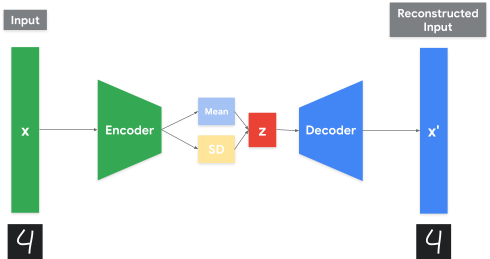 Input
Reconstructed
Input
x
Encoder
Mean
SD
z
Decoder
x'
4
4